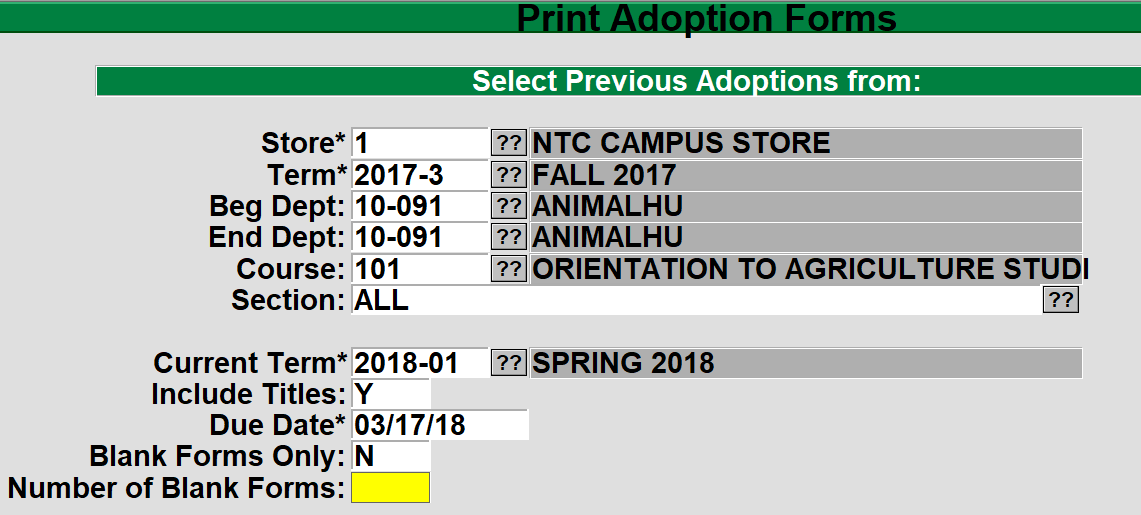 Print Adoption Forms
Select Previous Adoptions from:
Store* 1 ?? NTC CAMPUS STORE
Term* 2017-3 ?? FALL 2017
Beg Dept: 10-091 ?? ANIMALHU
End Dept: 10-091 ?? ANIMALHU
Course: 101 ?? ORIENTATION TO AGRICULTURE STUDI
Section: ALL ??
Current Term* 2018-01 ?? SPRING 2018
Include Titles: Y
Due Date* 03/17/18
Blank Forms Only: N
Number of Blank Forms: